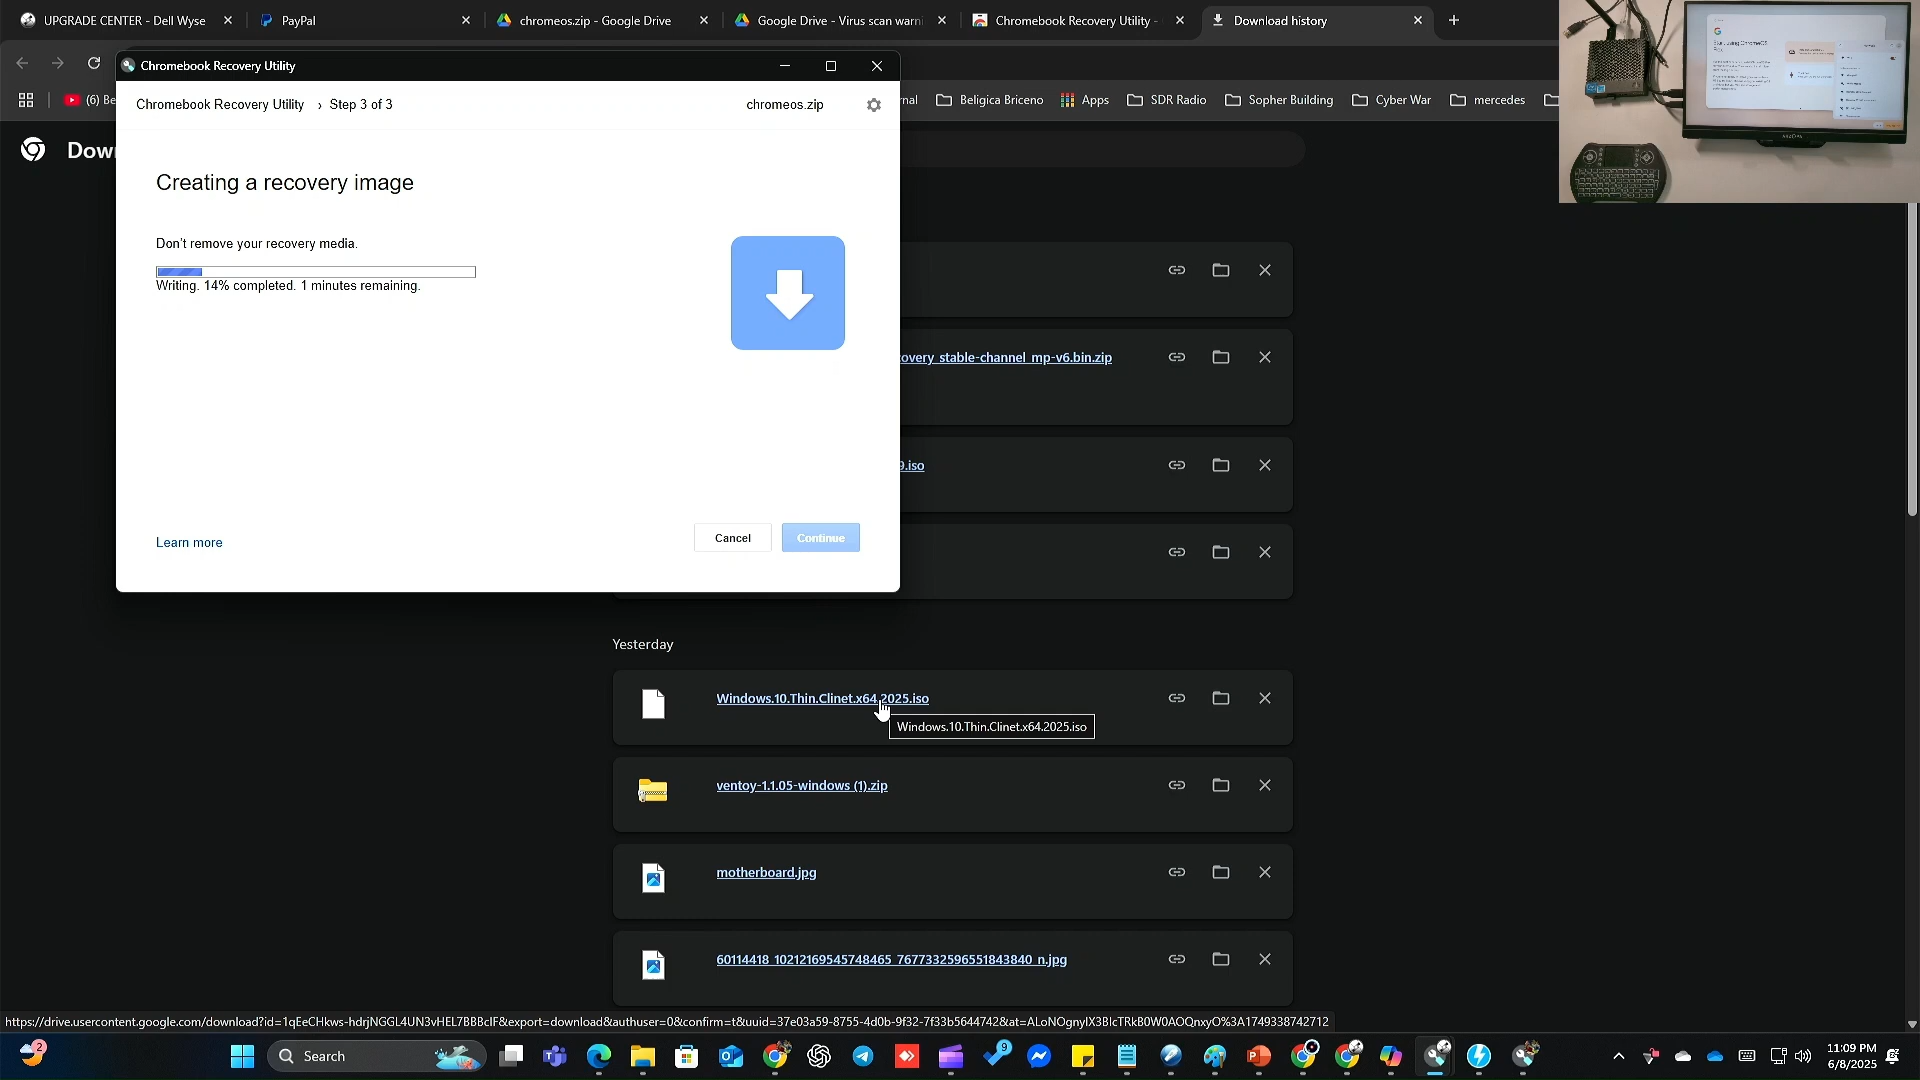 UPGRADE CENTER - Dell Wyse
PayPal
chromeos.zip - Google Drive
Google Drive - Virus scan warni
Chromebook Recovery Utility -
Download history
Chromebook Recovery Utility
(6) Be
Beligica Briceno
Apps
SDR Radio
Sopher Building
Cyber War
mercedes
Chromebook Recovery Utility › Step 3 of 3
chromeos.zip
Dow
Creating a recovery image
Don't remove your recovery media.
Writing. 14% completed. 1 minutes remaining.
covery_stable-channel_mp-v6.bin.zip
9.iso
Learn more
Cancel
Continue
Yesterday
Windows.10.Thin.Clinet.x64.2025.iso
Windows.10.Thin.Clinet.x64.2025.iso
ventoy-1.1.05-windows (1).zip
motherboard.jpg
60114418_10212169545748465_7677332596551843840_n.jpg
https://drive.usercontent.google.com/download?id=1qEeCHkws-hdrjNGGL4UN3vHEL7BBBcIF&export=download&authuser=0&confirm=t&uuid=37e03a59-8755-4d0b-9f32-7f33b5644742&at=ALoNOgnyIX3BIcTRkB0W0AOQnxyO%3A1749338742712
2
Search
9
11:09 PM
6/8/2025